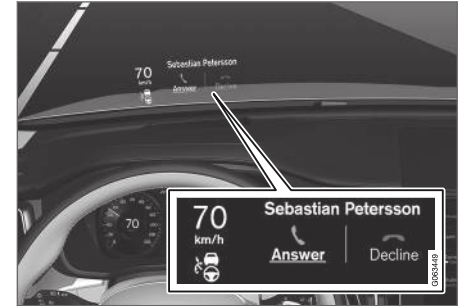 70
km/h
Sebastian Petersson
Answer
Decline
70
70
km/h
Sebastian Petersson
Answer
Decline
G063449